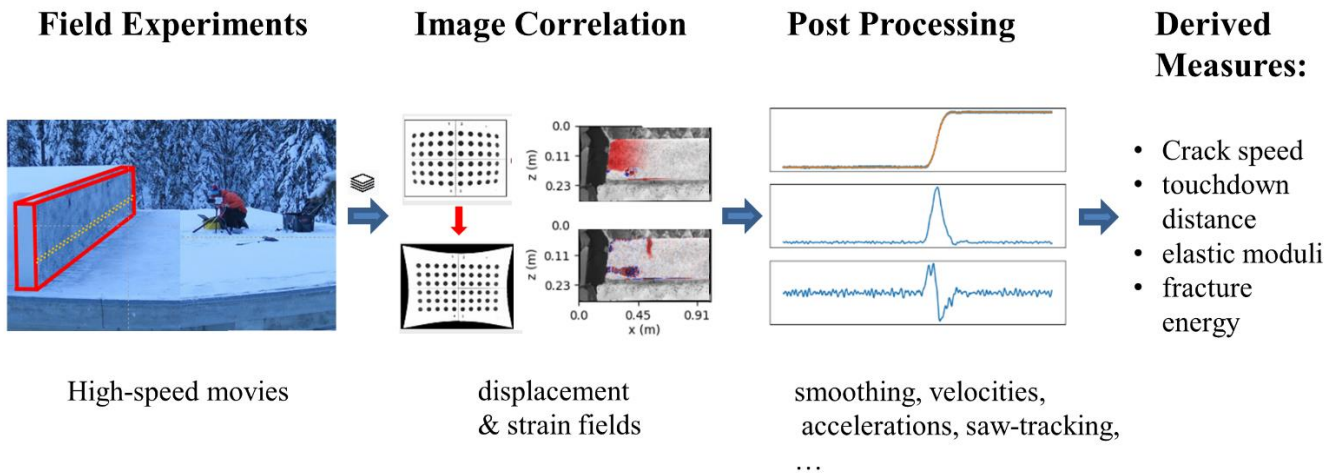 Field Experiments
Image Correlation
Post Processing
Derived
Measures:
0.0
0.11
0.23
z (m)
0.0
0.11
0.23
z (m)
0.0
0.45
0.91
x (m)
• Crack speed
• touchdown
distance
• elastic moduli
• fracture
energy
High-speed movies
displacement
& strain fields
smoothing, velocities,
accelerations, saw-tracking,
…